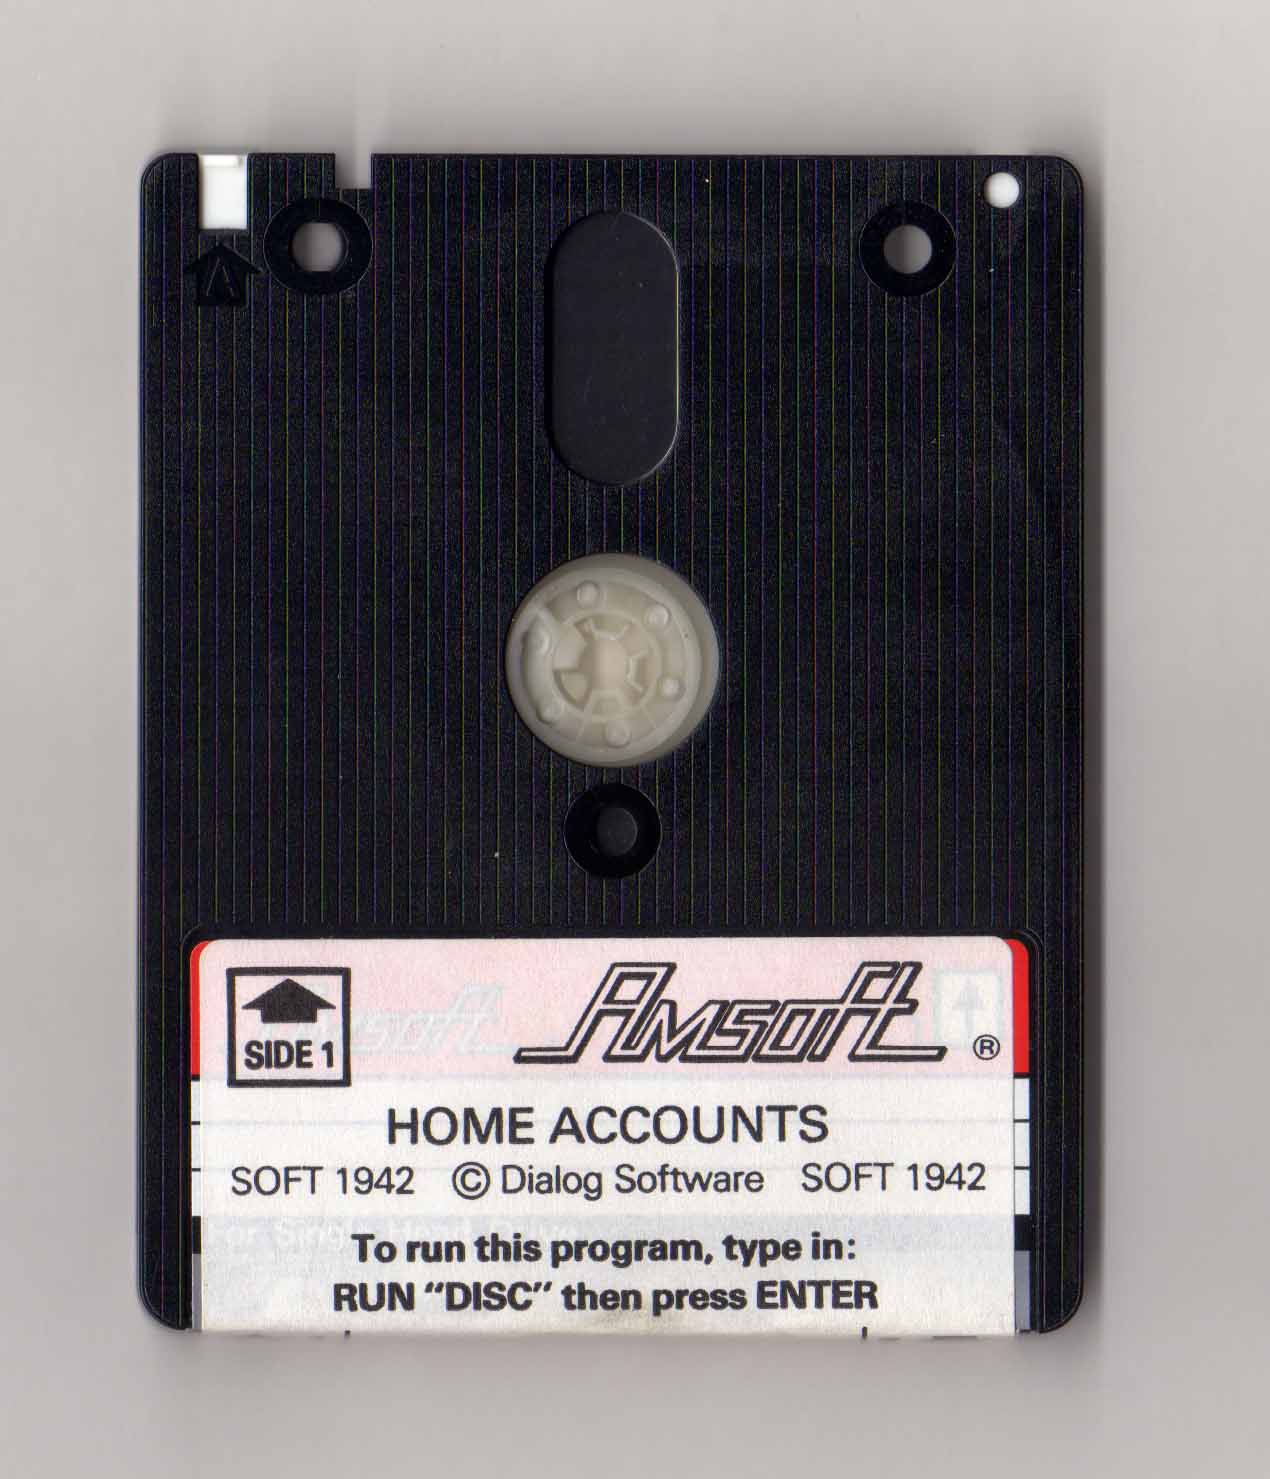 A
SIDE 1
Amsoft ®
HOME ACCOUNTS
SOFT 1942 © Dialog Software SOFT 1942
To run this program, type in:
RUN "DISC" then press ENTER